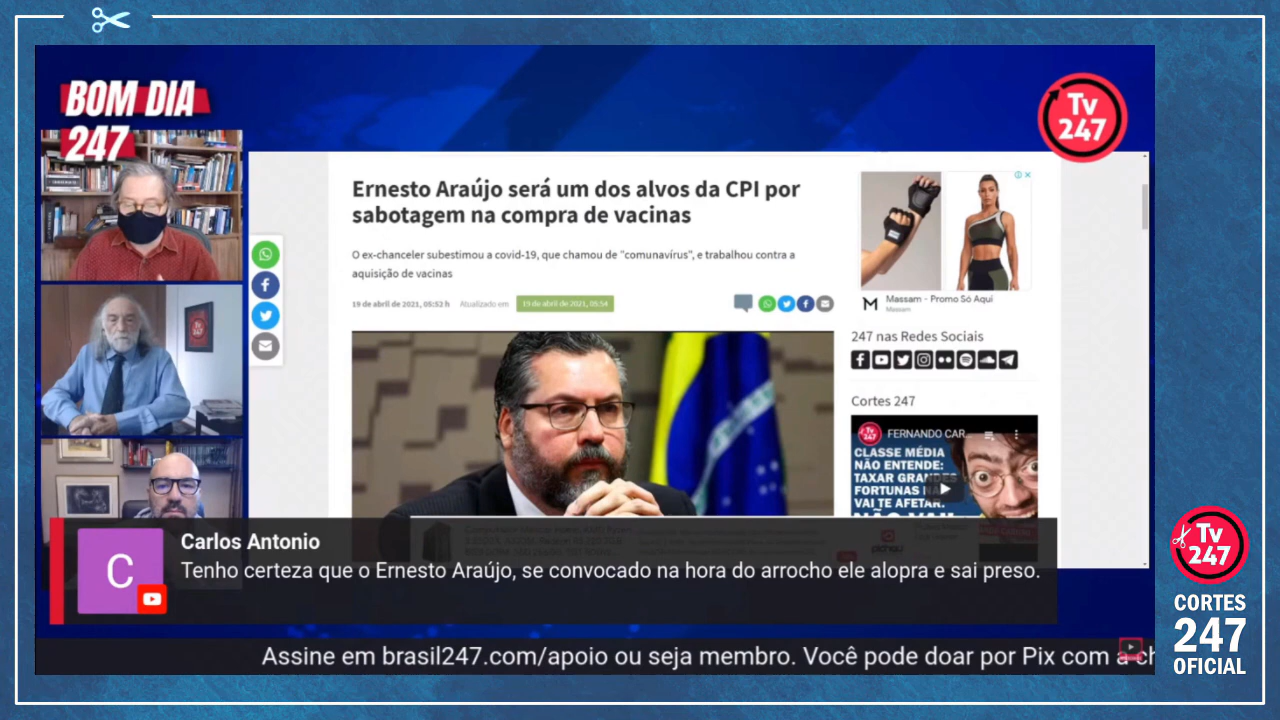 BOM DIA
247
Tv
247
Ernesto Araújo será um dos alvos da CPI por
sabotagem na compra de vacinas
O ex-chanceler subestimou a covid-19, que chamou de "comunavírus", e trabalhou contra a
aquisição de vacinas
19 de abril de 2021, 05:52 h Atualizado em 19 de abril de 2021, 05:54
Massam - Promo Só Aqui
Massam
247 nas Redes Sociais
Cortes 247
Tv 247
FERNANDO CAR...
CLASSE MÉDIA
NÃO ENTENDE:
TAXAR GRANDES
FORTUNAS
VAI TE AFETAR.
C
Carlos Antonio
Tenho certeza que o Ernesto Araújo, se convocado na hora do arrocho ele alopra e sai preso.
Assine em brasil247.com/apoio ou seja membro. Você pode doar por Pix com a ch
Tv
247
CORTES
247
OFICIAL